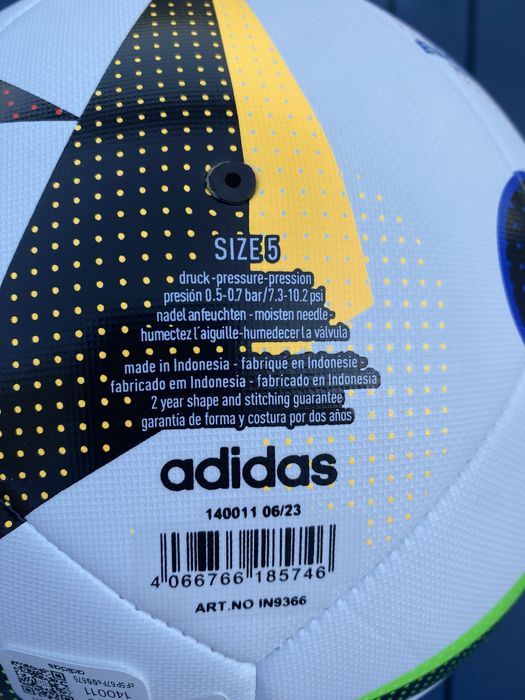 SIZE 5
druck-pressure-pression
presión 0.5-0.7 bar/7.3-10.2 psi
nadel anfeuchten - moisten needle-
humectez l´aiguille-humedecer la válvula
made in Indonesia - fabriqué en Indonésie -
fabricado em Indonesia - fabricado en Indonesia
2 year shape and stitching guarantee
garantía de forma y costura por dos años
adidas
140011 06/23
4 066766 185746
ART.NO IN9366
adidas
140011